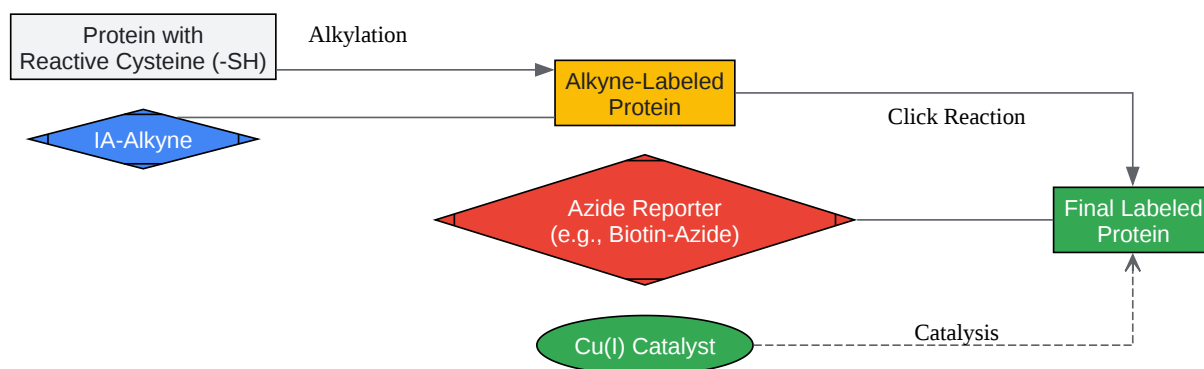 Protein with
Reactive Cysteine (-SH)
Alkylation
IA-Alkyne
Alkyne-Labeled
Protein
Click Reaction
Azide Reporter
(e.g., Biotin-Azide)
Final Labeled
Protein
Cu(I) Catalyst
Catalysis